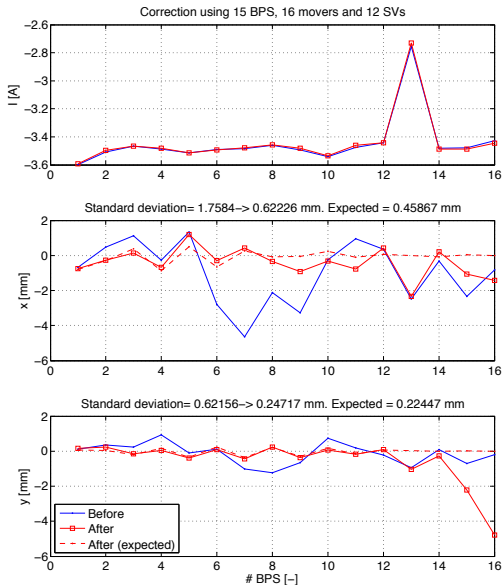 Correction using 15 BPS, 16 movers and 12 SVs
-2.6
-2.8
-3
-3.2
-3.4
-3.6
I [A]
0 2 4 6 8 10 12 14 16
Standard deviation= 1.7584-> 0.62226 mm. Expected = 0.45867 mm
2
0
-2
-4
-6
x [mm]
0 2 4 6 8 10 12 14 16
Standard deviation= 0.62156-> 0.24717 mm. Expected = 0.22447 mm
2
0
-2
-4
-6
y [mm]
Before
After
After (expected)
0 2 4 6 8 10 12 14 16
# BPS [-]